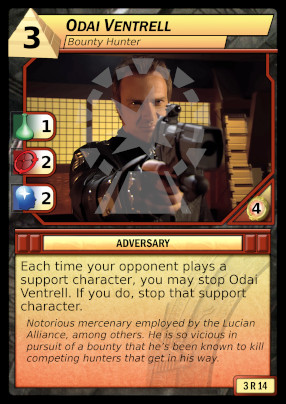 3
ODAI VENTRELL
Bounty Hunter
1
2
2
4
ADVERSARY
Each time your opponent plays a
support character, you may stop Odai
Ventrell. If you do, stop that support
character.
Notorious mercenary employed by the Lucian
Alliance, among others. He is so vicious in
pursuit of a bounty that he's been known to kill
competing hunters that get in his way.
3 R 14